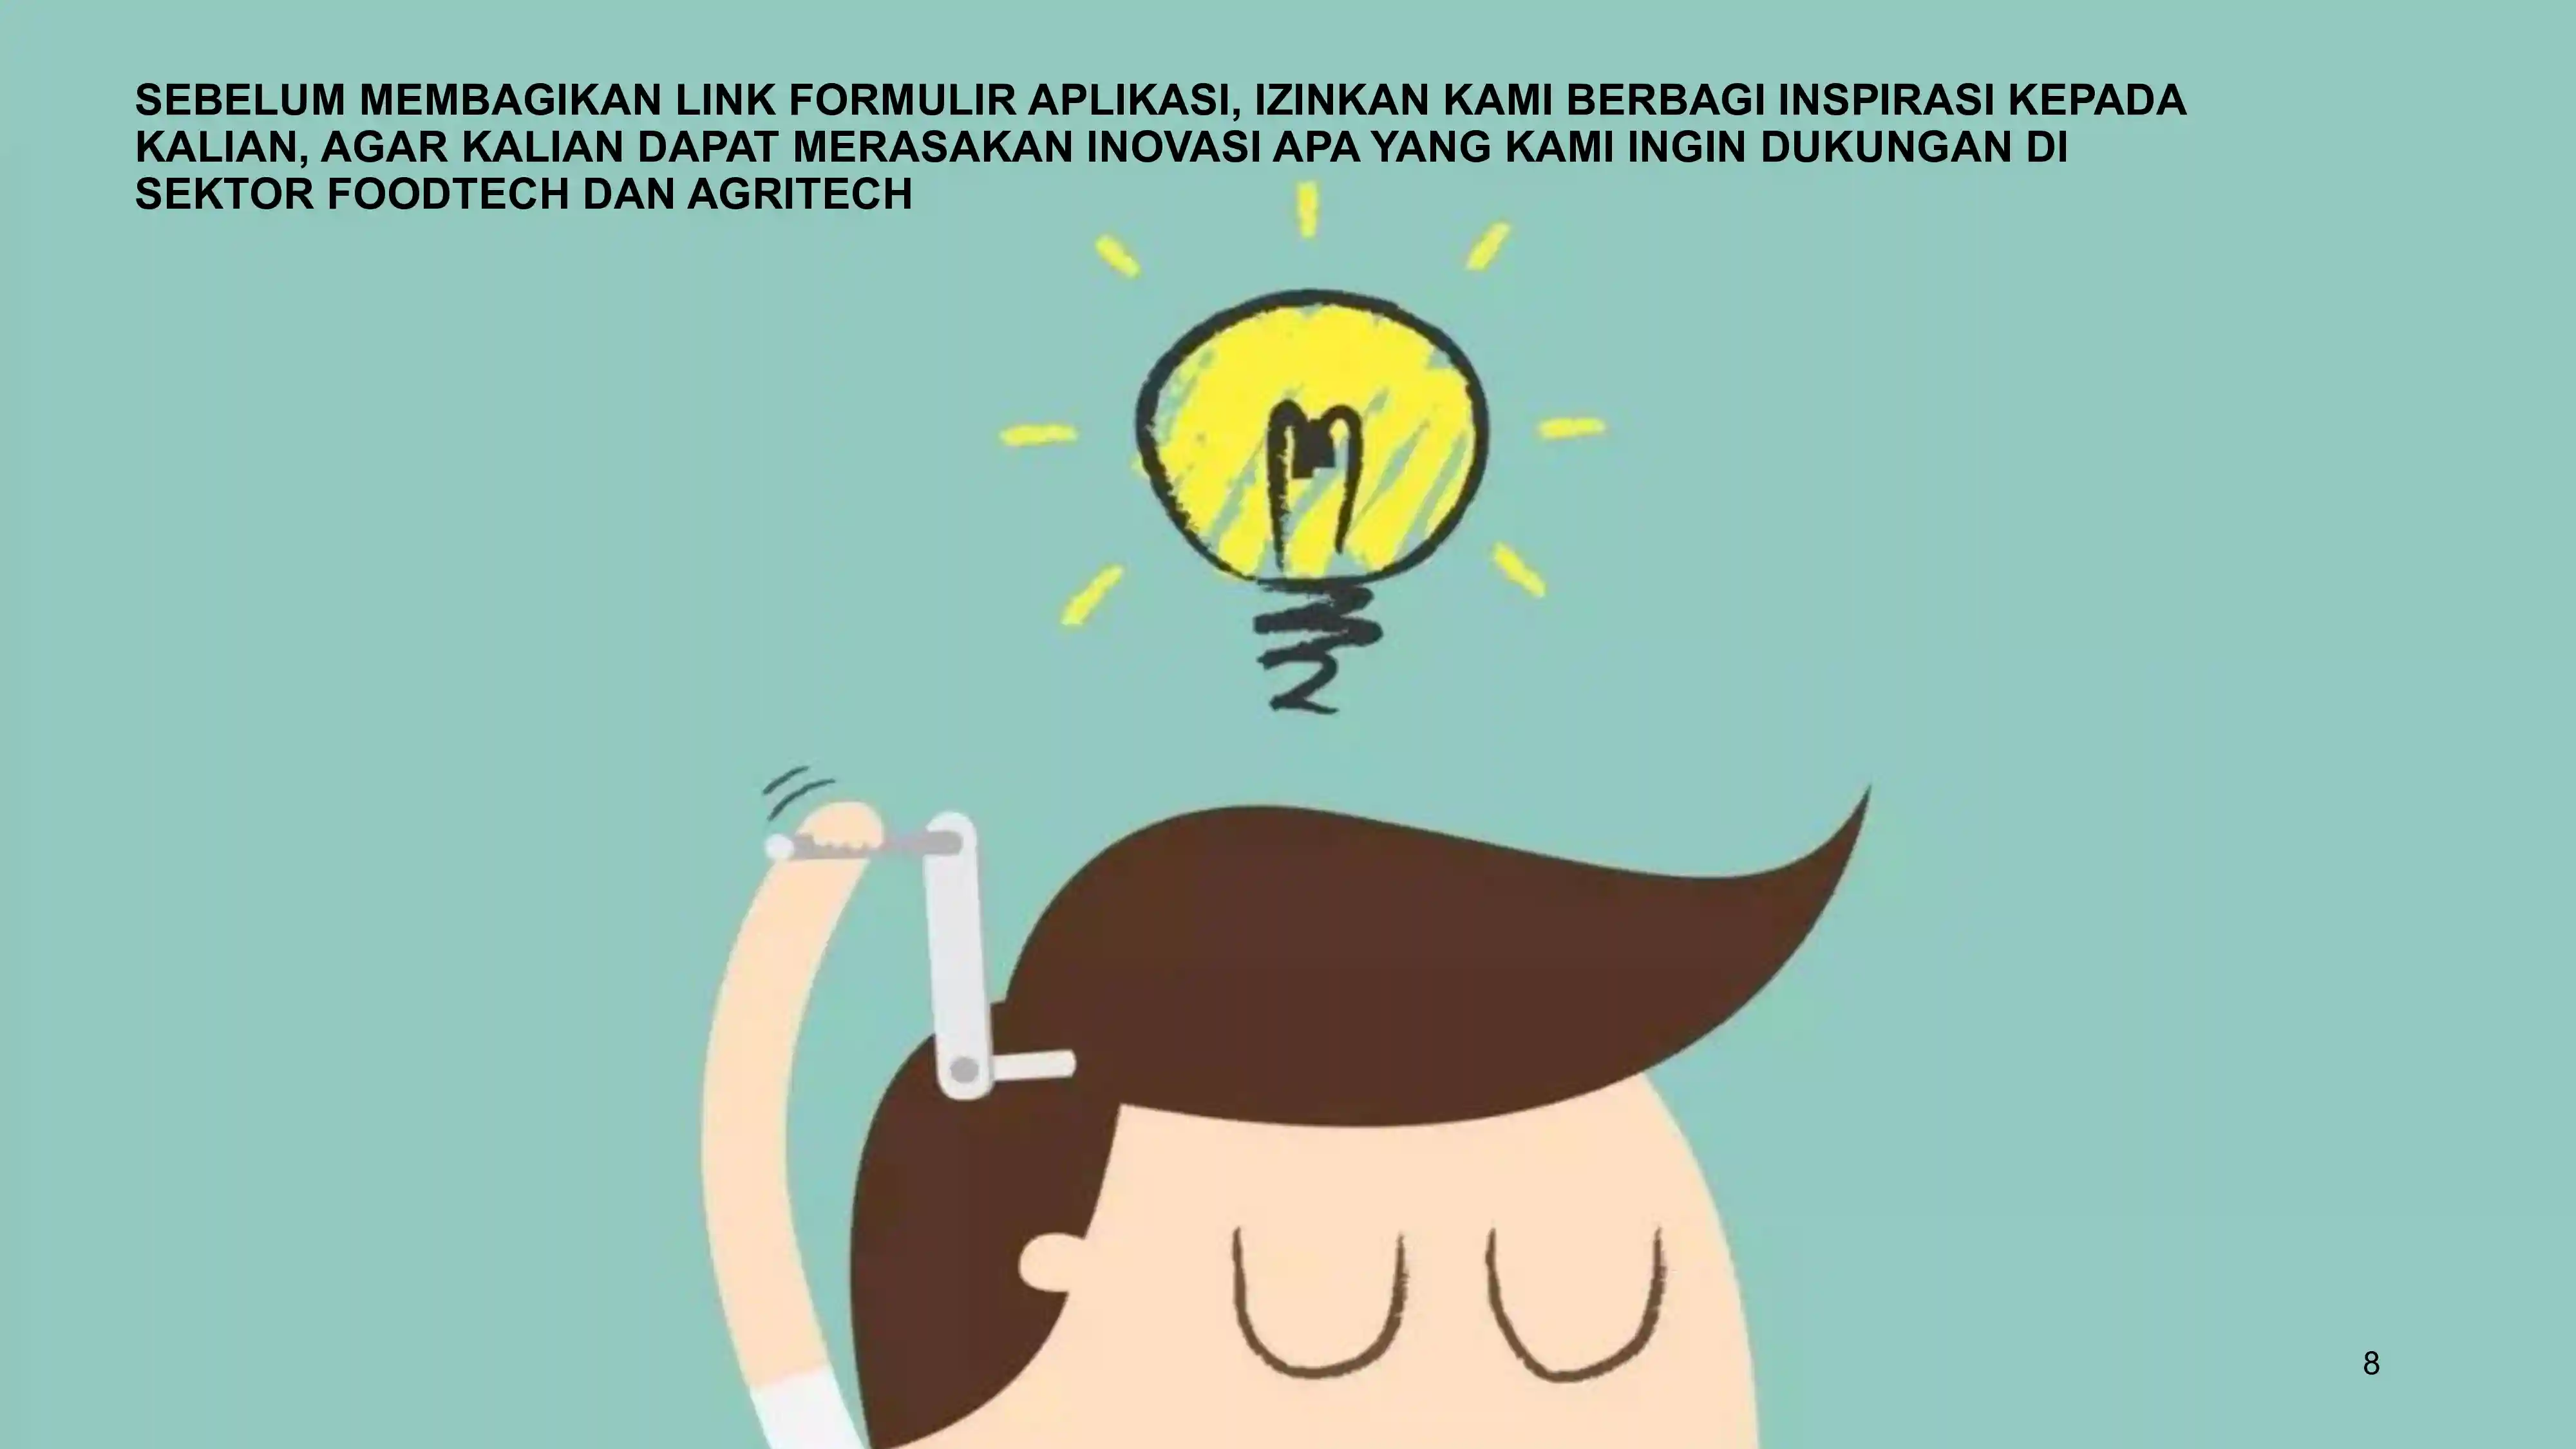 SEBELUM MEMBAGIKAN LINK FORMULIR APLIKASI, IZINKAN KAMI BERBAGI INSPIRASI KEPADA
KALIAN, AGAR KALIAN DAPAT MERASAKAN INOVASI APA YANG KAMI INGIN DUKUNGAN DI
SEKTOR FOODTECH DAN AGRITECH
8